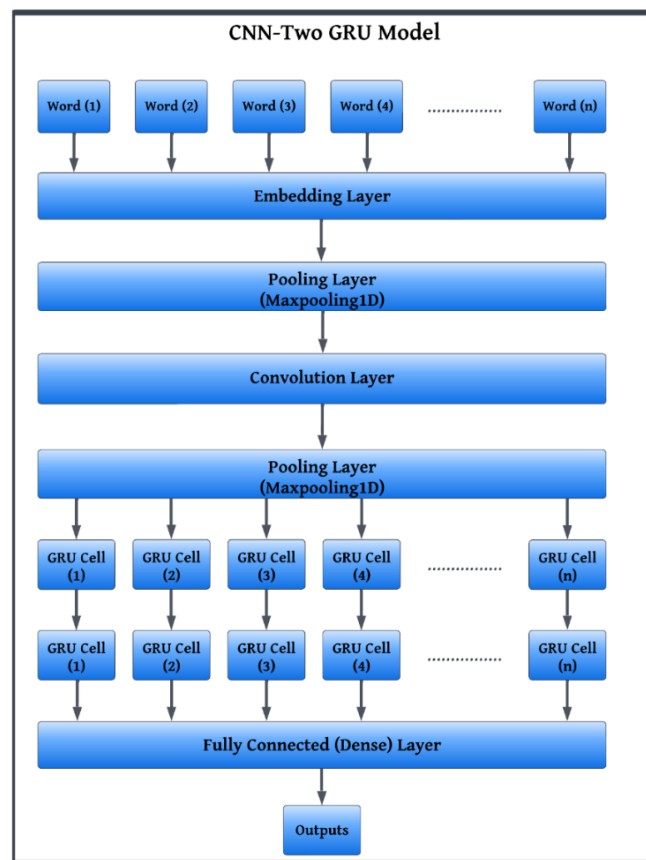 CNN-Two GRU Model
Word (1) Word (2) Word (3) Word (4) ................ Word (n)
Embedding Layer
Pooling Layer
(Maxpooling1D)
Convolution Layer
Pooling Layer
(Maxpooling1D)
GRU Cell GRU Cell GRU Cell GRU Cell GRU Cell
(1) (2) (3) (4) ................ (n)
GRU Cell GRU Cell GRU Cell GRU Cell GRU Cell
(1) (2) (3) (4) ................ (n)
Fully Connected (Dense) Layer
Outputs